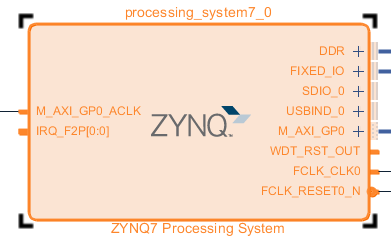 processing_system7_0
DDR
FIXED_IO
SDIO_0
M_AXI_GP0_ACLK
USBIND_0
IRQ_F2P[0:0]
ZYNQ
M_AXI_GP0
WDT_RST_OUT
FCLK_CLK0
FCLK_RESET0_N
ZYNQ7 Processing System